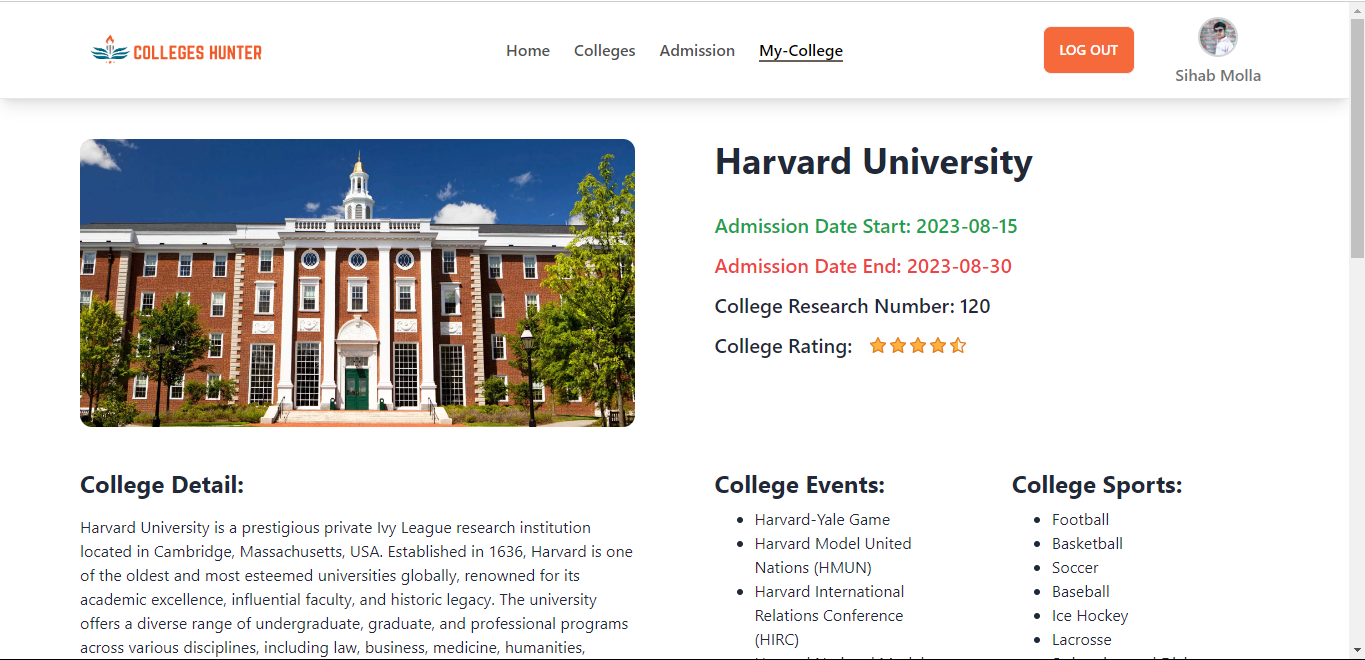 COLLEGES HUNTER
Home
Colleges
Admission
My-College
LOG OUT
Sihab Molla
Harvard University
Admission Date Start: 2023-08-15
Admission Date End: 2023-08-30
College Research Number: 120
College Rating:
College Detail:
Harvard University is a prestigious private Ivy League research institution
located in Cambridge, Massachusetts, USA. Established in 1636, Harvard is one
of the oldest and most esteemed universities globally, renowned for its
academic excellence, influential faculty, and historic legacy. The university
offers a diverse range of undergraduate, graduate, and professional programs
across various disciplines, including law, business, medicine, humanities,
College Events:
Harvard-Yale Game
Harvard Model United
Nations (HMUN)
Harvard International
Relations Conference
(HIRC)
College Sports:
Football
Basketball
Soccer
Baseball
Ice Hockey
Lacrosse